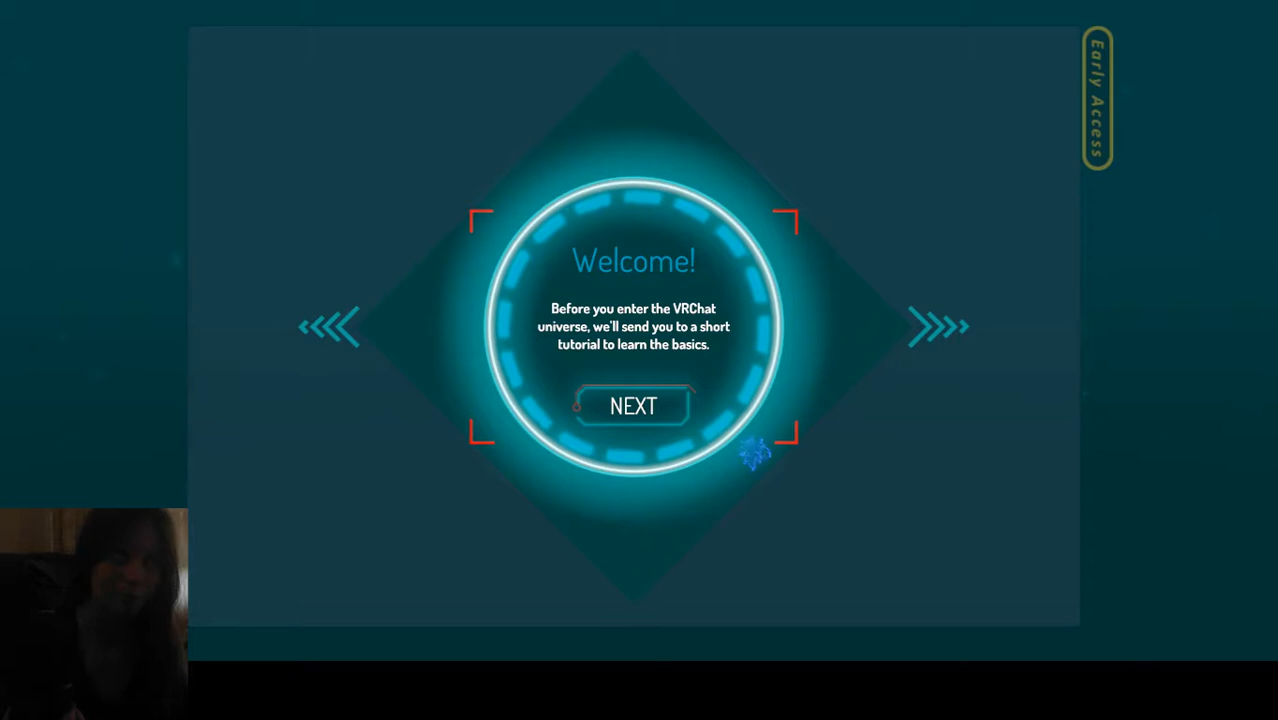 Early Access
Welcome!
Before you enter the VRChat
universe, we'll send you to a short
tutorial to learn the basics.
NEXT